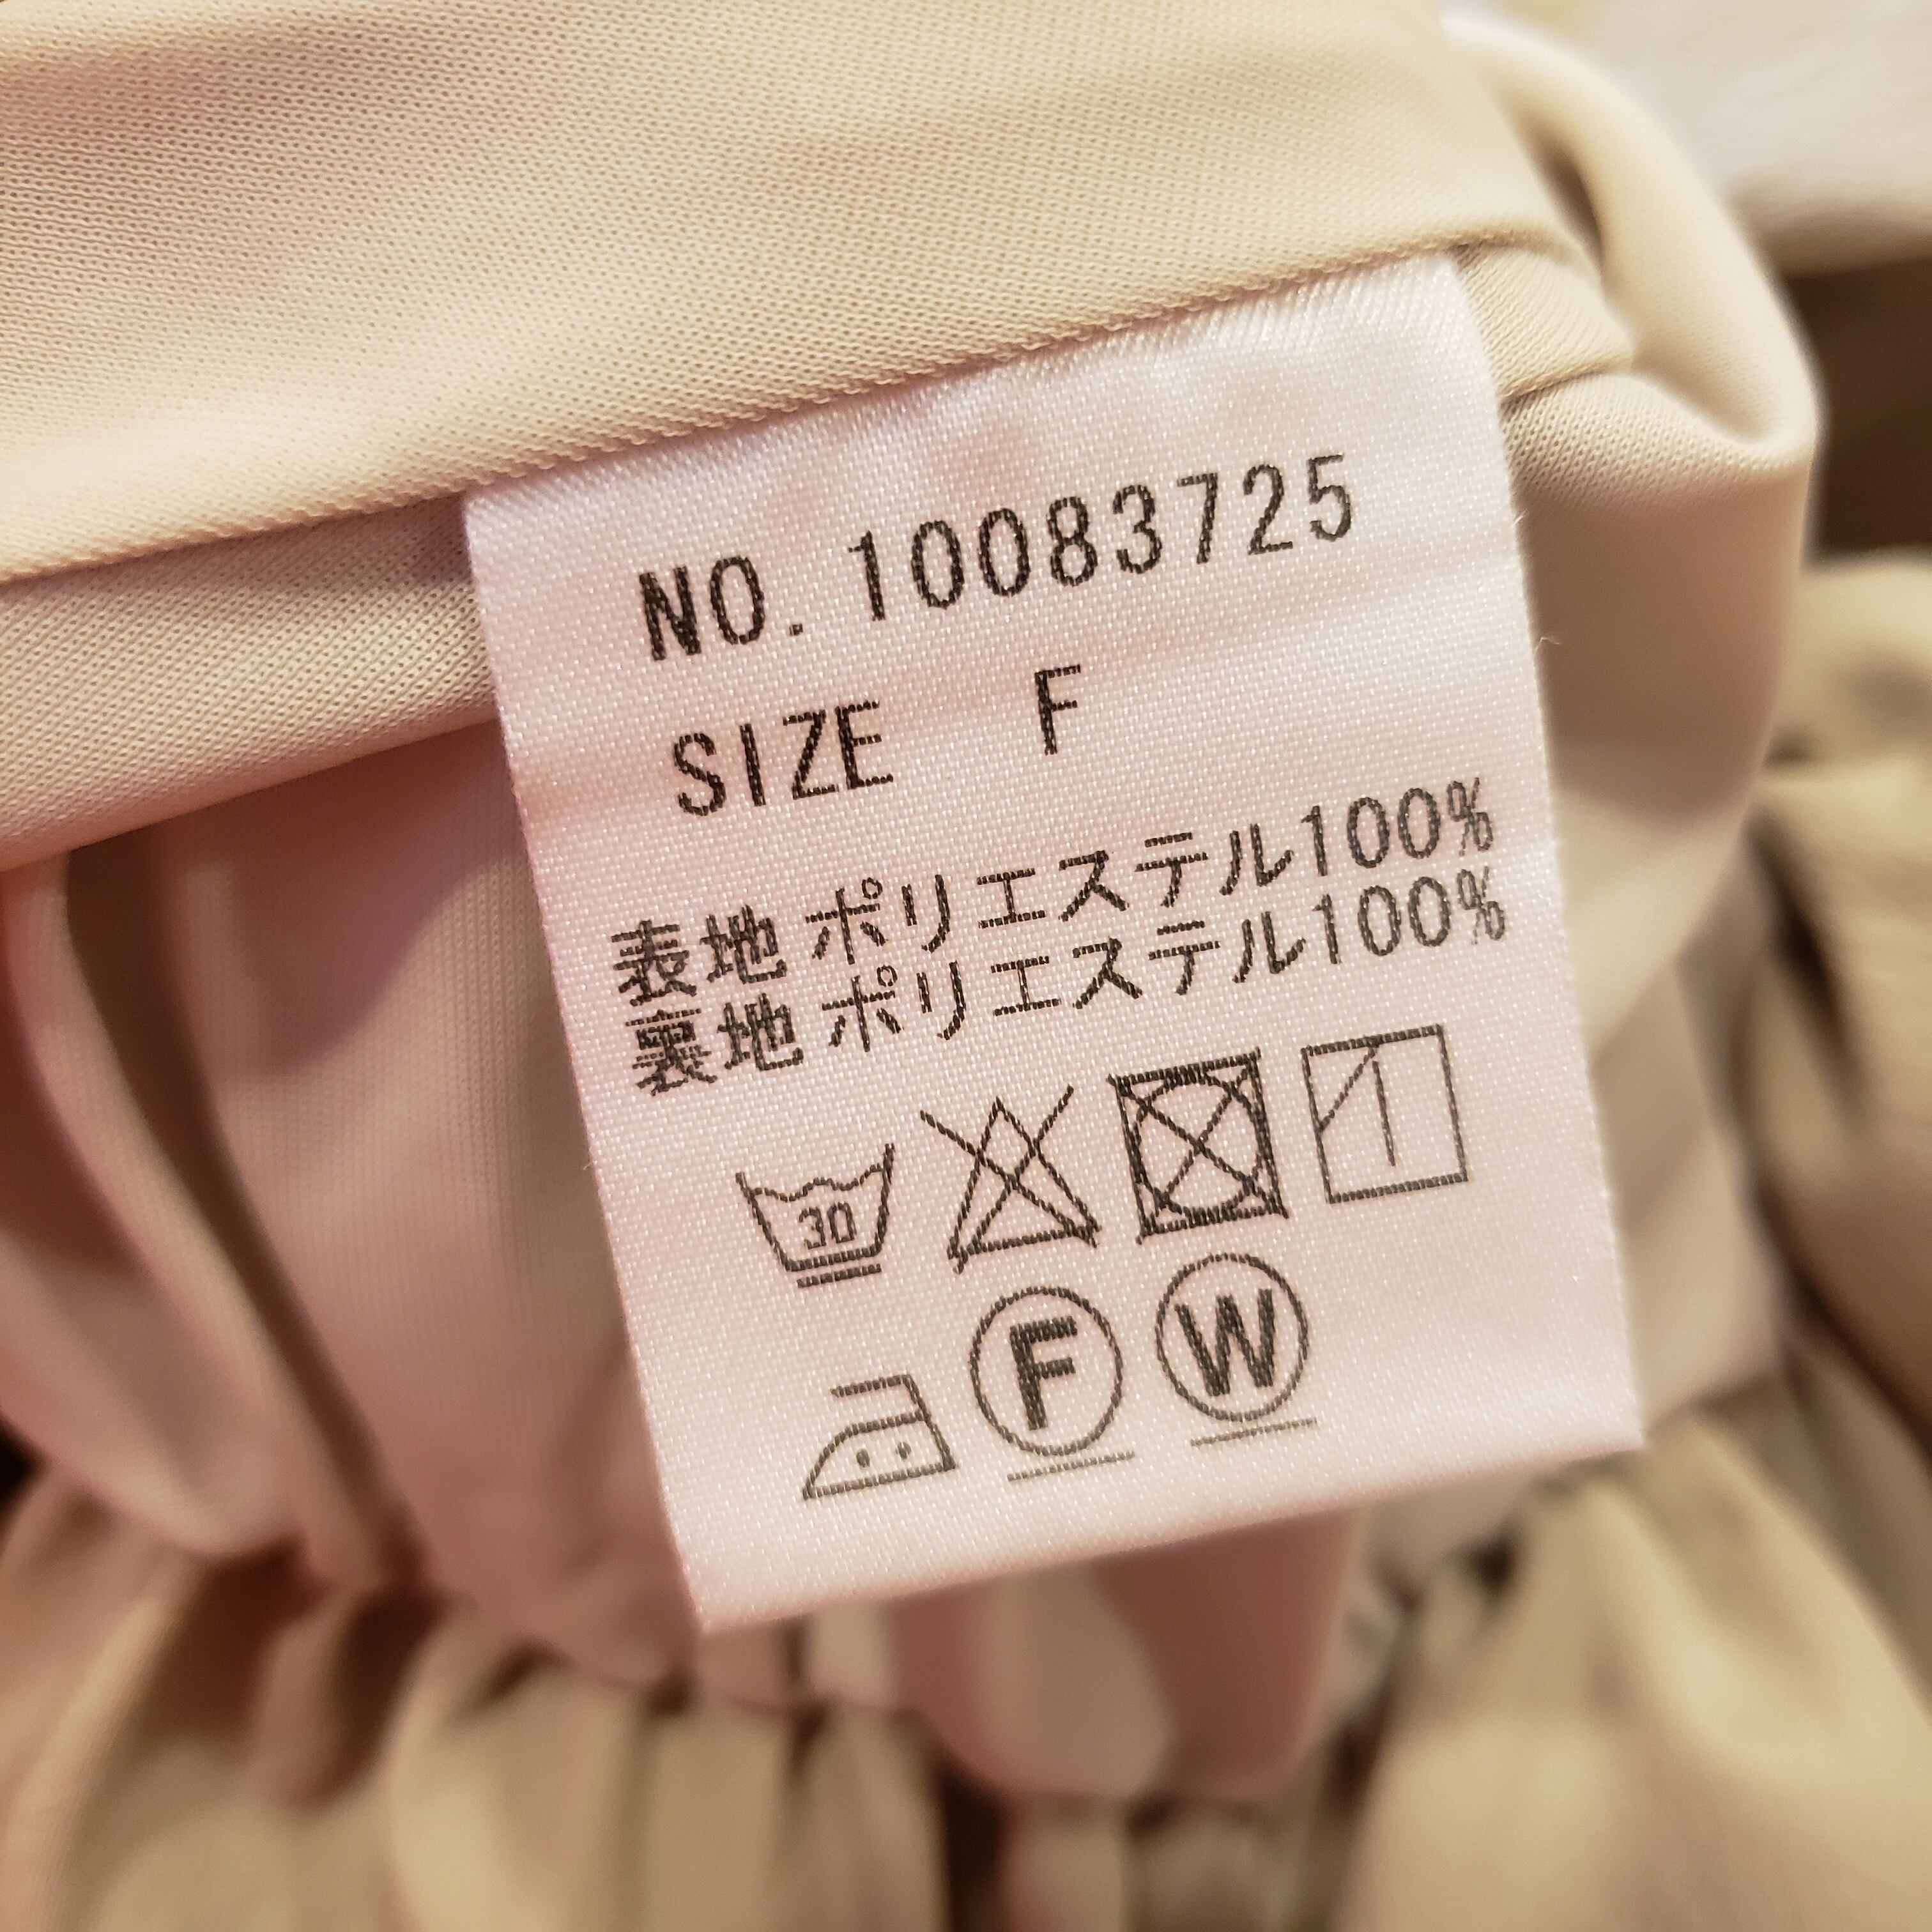 NO. 10083725
SIZE F
表地 ポリエステル100%
裏地 ポリエステル100%
30
F W